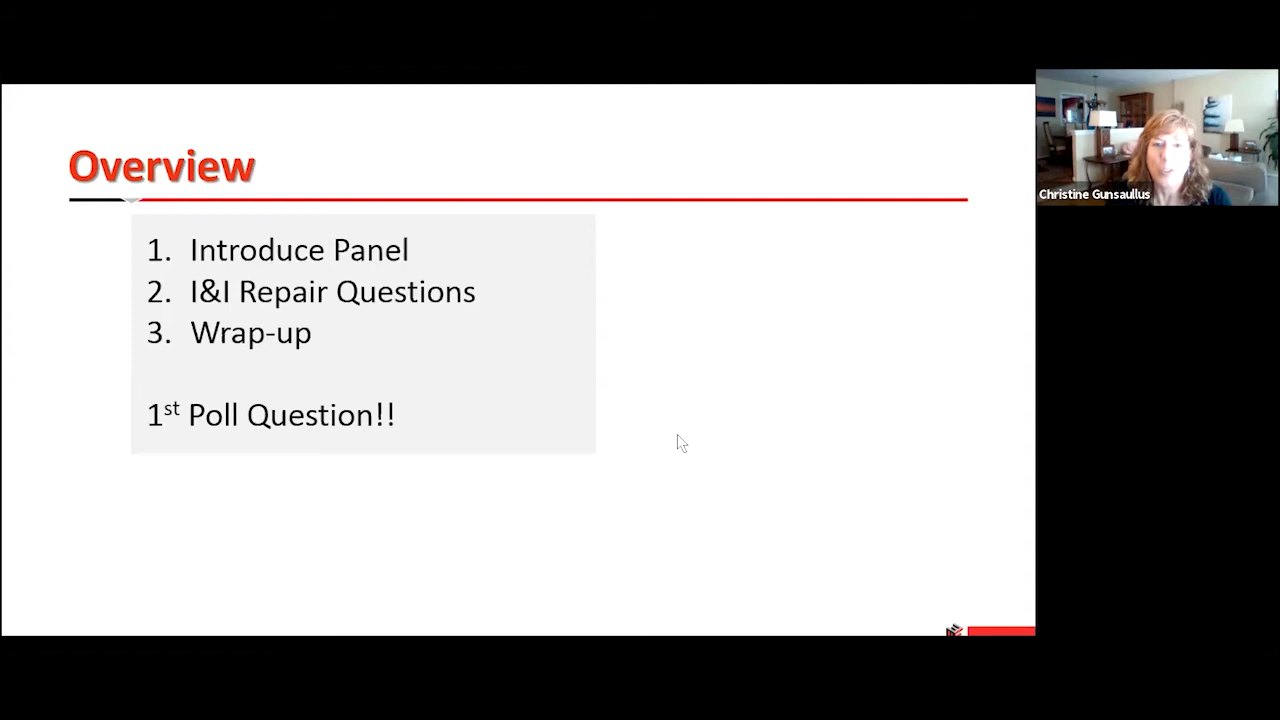 Overview
1. Introduce Panel
2. I&I Repair Questions
3. Wrap-up
1st Poll Question!!
Christine Gunsaullus